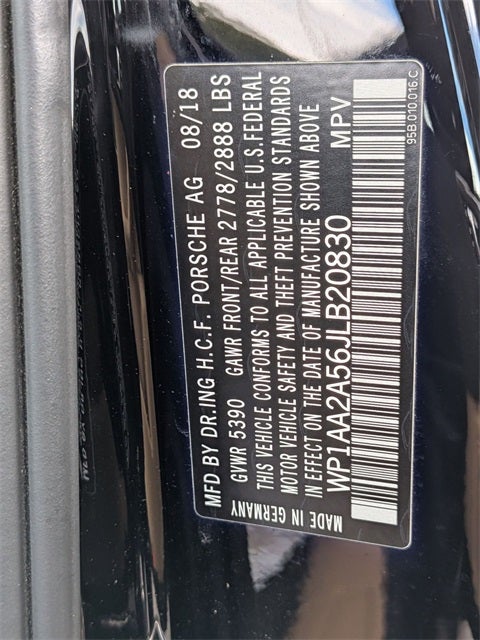 MFD BY DR.ING H.C.F. PORSCHE AG 08/18
GVWR 5390 GAWR FRONT/REAR 2778/2888 LBS
THIS VEHICLE CONFORMS TO ALL APPLICABLE U.S.FEDERAL
MOTOR VEHICLE SAFETY AND THEFT PREVENTION STANDARDS
IN EFFECT ON THE DATE OF MANUFACTURE SHOWN ABOVE
WP1AA2A56JLB20830 MPV
MADE IN GERMANY
95B.010.016.C